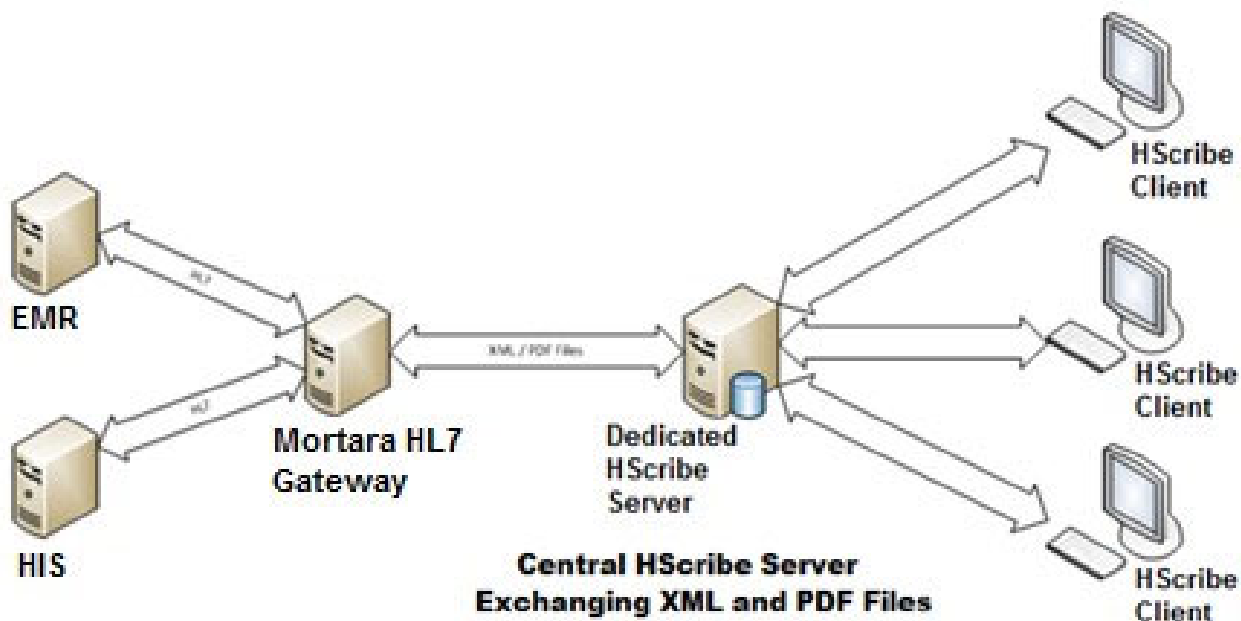 EMR
HL7
HIS
HL7
Mortara HL7
Gateway
XML / PDF Files
Dedicated
HScribe
Server
HScribe
Client
HScribe
Client
HScribe
Client
Central HScribe Server
Exchanging XML and PDF Files